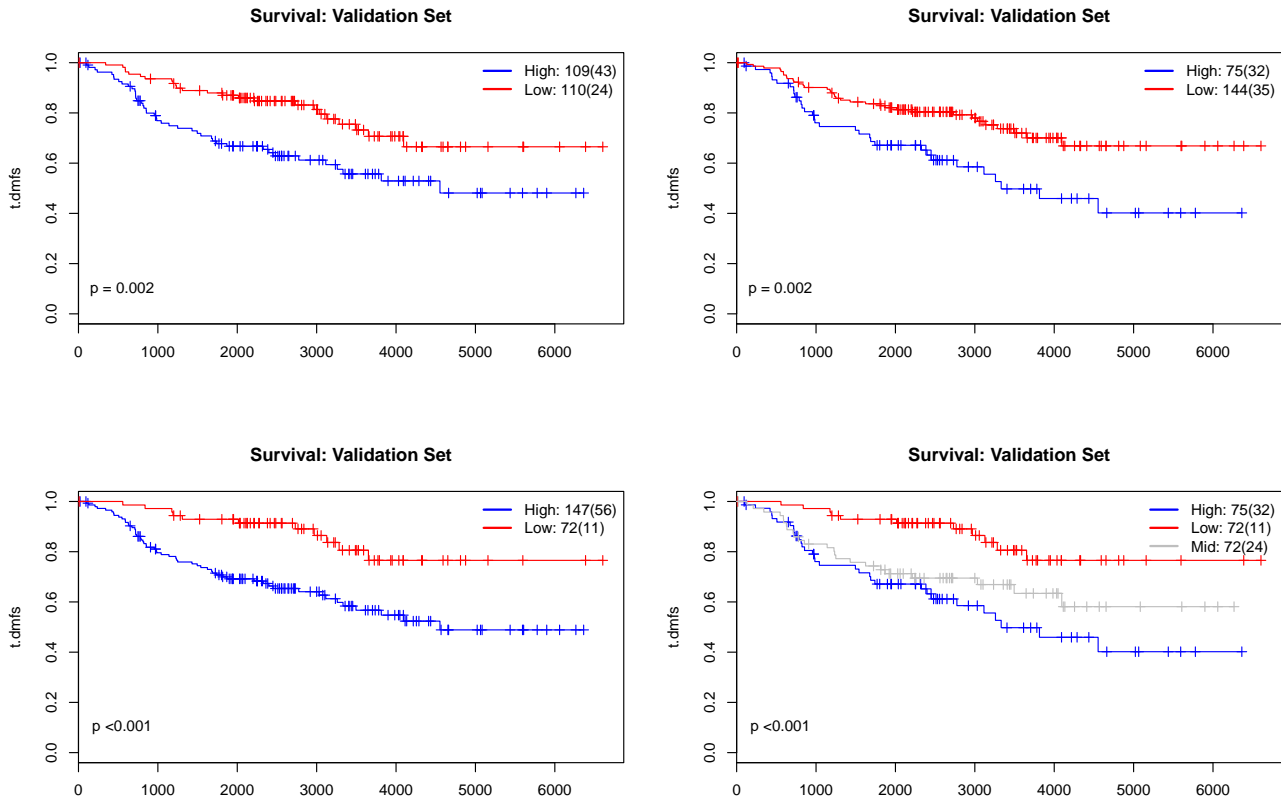 Survival: Validation Set
t.dmfs
1.0
0.8
0.6
0.4
0.2
0.0
High: 109(43)
Low: 110(24)
p = 0.002
0 1000 2000 3000 4000 5000 6000
Survival: Validation Set
t.dmfs
1.0
0.8
0.6
0.4
0.2
0.0
High: 75(32)
Low: 144(35)
p = 0.002
0 1000 2000 3000 4000 5000 6000
Survival: Validation Set
t.dmfs
1.0
0.8
0.6
0.4
0.2
0.0
High: 147(56)
Low: 72(11)
p <0.001
0 1000 2000 3000 4000 5000 6000
Survival: Validation Set
t.dmfs
1.0
0.8
0.6
0.4
0.2
0.0
High: 75(32)
Low: 72(11)
Mid: 72(24)
p <0.001
0 1000 2000 3000 4000 5000 6000